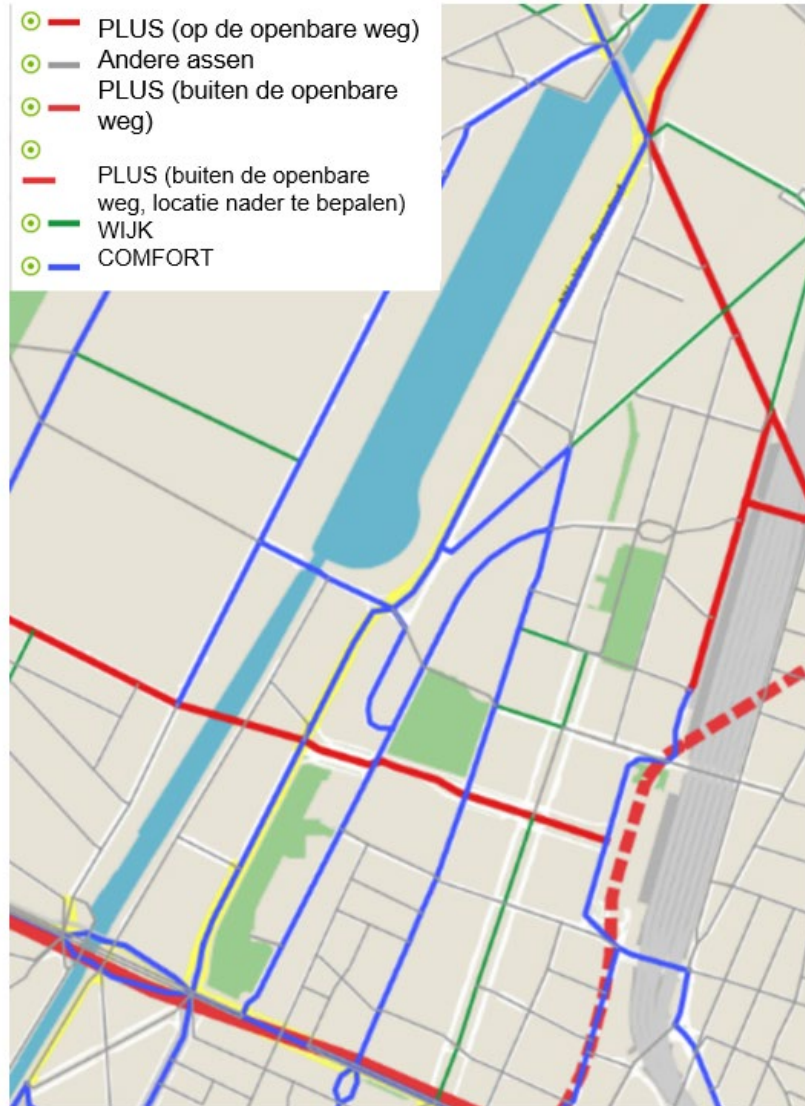 PLUS (op de openbare weg)
Andere assen
PLUS (buiten de openbare
weg)
PLUS (buiten de openbare
weg, locatie nader te bepalen)
WIJK
COMFORT